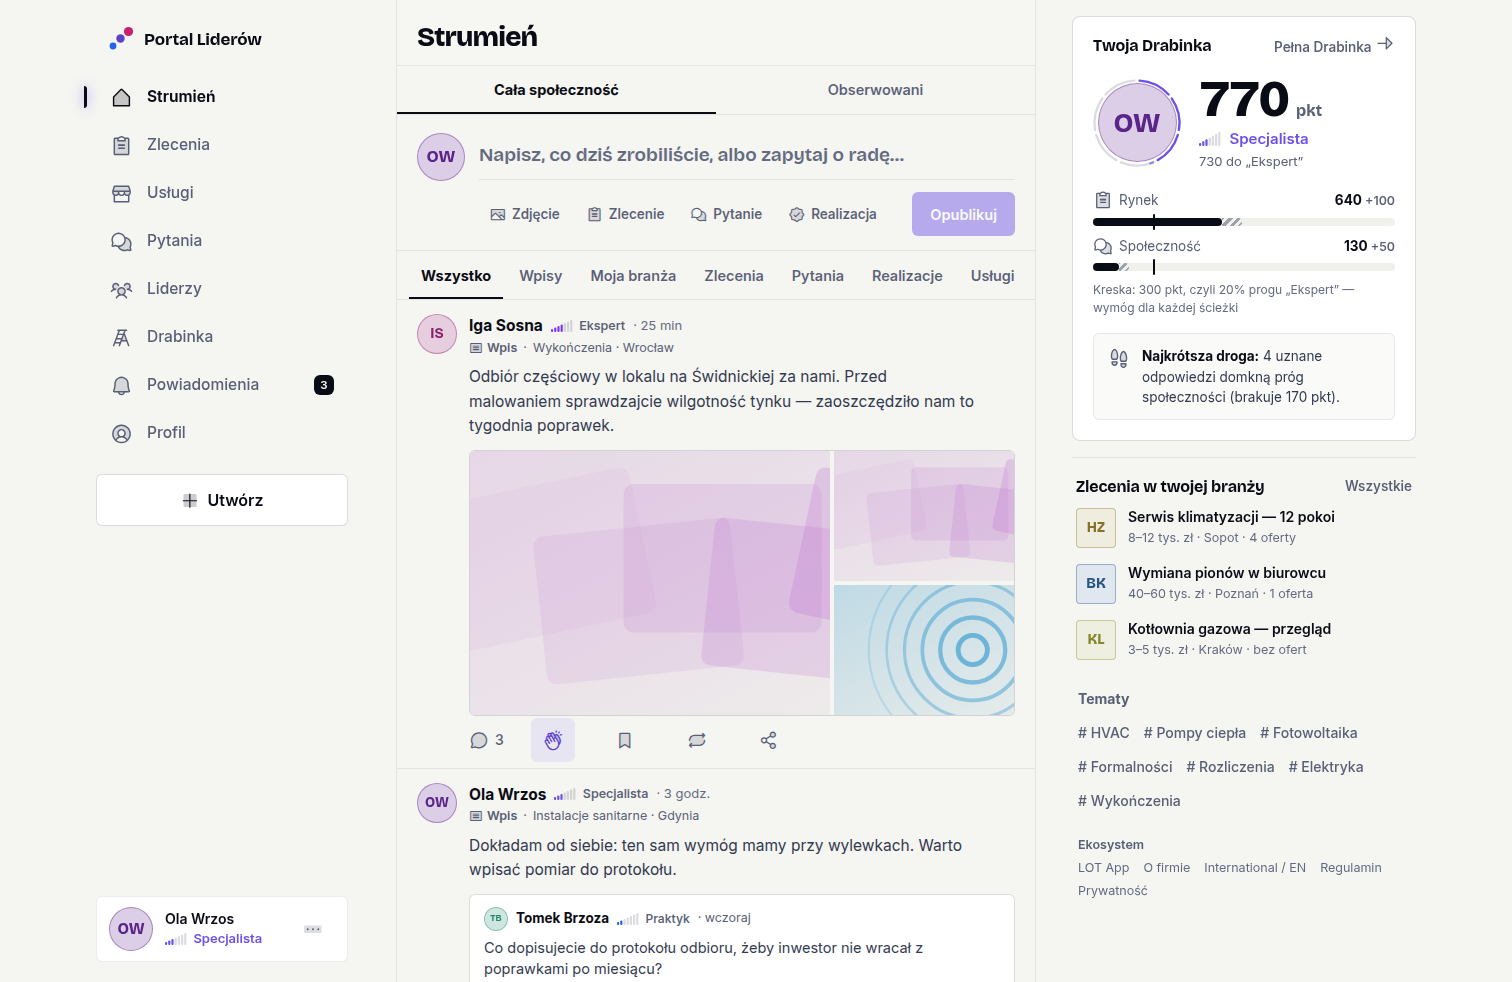 Portal Liderów
Strumień
Zlecenia
Usługi
Pytania
Liderzy
Drabinka
Powiadomienia 3
Profil
Utwórz
OW
Ola Wrzos
Specjalista
Strumień
Cała społeczność
Obserwowani
OW
Napisz, co dziś zrobiliście, albo zapytaj o radę...
Zdjęcie Zlecenie Pytanie Realizacja Opublikuj
Wszystko Wpisy Moja branża Zlecenia Pytania Realizacje Usługi
IS
Iga Sosna Ekspert · 25 min
Wpis · Wykończenia · Wrocław
Odbiór częściowy w lokalu na Świdnickiej za nami. Przed
malowaniem sprawdzajcie wilgotność tynku — zaoszczędziło nam to
tygodnia poprawek.
3
OW
Ola Wrzos Specjalista · 3 godz.
Wpis · Instalacje sanitarne · Gdynia
Dokładam od siebie: ten sam wymóg mamy przy wylewkach. Warto
wpisać pomiar do protokołu.
TB
Tomek Brzoza Praktyk · wczoraj
Co dopisujecie do protokołu odbioru, żeby inwestor nie wracał z
poprawkami po miesiącu?
Twoja Drabinka
Pełna Drabinka
OW
770 pkt
Specjalista
730 do „Ekspert”
Rynek 640 +100
Społeczność 130 +50
Kreska: 300 pkt, czyli 20% progu „Ekspert” —
wymóg dla każdej ścieżki
Najkrótsza droga: 4 uznane
odpowiedzi domkną próg
społeczności (brakuje 170 pkt).
Zlecenia w twojej branży
Wszystkie
HZ
Serwis klimatyzacji — 12 pokoi
8–12 tys. zł · Sopot · 4 oferty
BK
Wymiana pionów w biurowcu
40–60 tys. zł · Poznań · 1 oferta
KL
Kotłownia gazowa — przegląd
3–5 tys. zł · Kraków · bez ofert
Tematy
# HVAC # Pompy ciepła # Fotowoltaika
# Formalności # Rozliczenia # Elektryka
# Wykończenia
Ekosystem
LOT App O firmie International / EN Regulamin
Prywatność